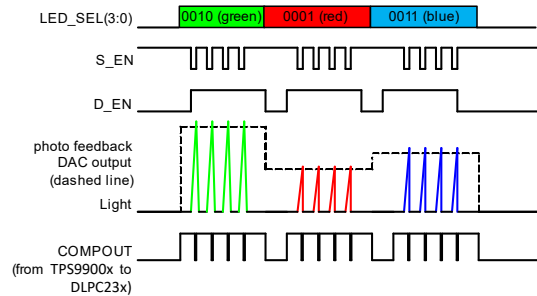 LED_SEL(3:0)
0010 (green)
0001 (red)
0011 (blue)
S_EN
D_EN
photo feedback
DAC output
(dashed line)
Light
COMPOUT
(from TPS9900x to
DLPC23x)